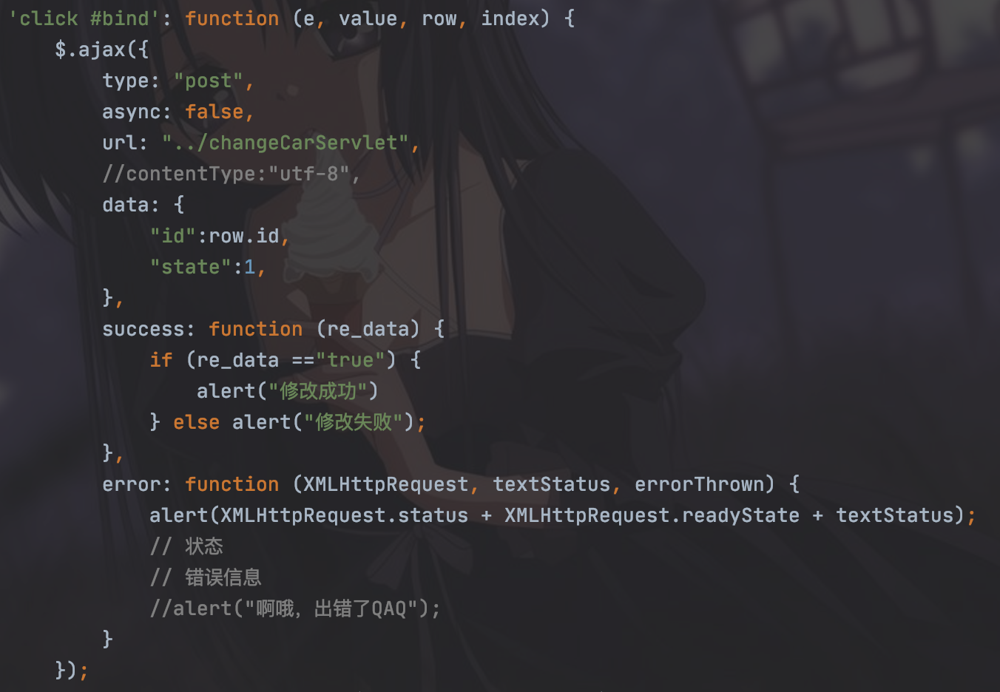 'click #bind': function (e, value, row, index) {
    $.ajax({
        type: "post",
        async: false,
        url: "../changeCarServlet",
        //contentType:"utf-8",
        data: {
            "id":row.id,
            "state":1,
        },
        success: function (re_data) {
            if (re_data =="true") {
                alert("修改成功")
            } else alert("修改失败");
        },
        error: function (XMLHttpRequest, textStatus, errorThrown) {
            alert(XMLHttpRequest.status + XMLHttpRequest.readyState + textStatus);
            // 状态
            // 错误信息
            //alert("啊哦，出错了QAQ");
        }
    });